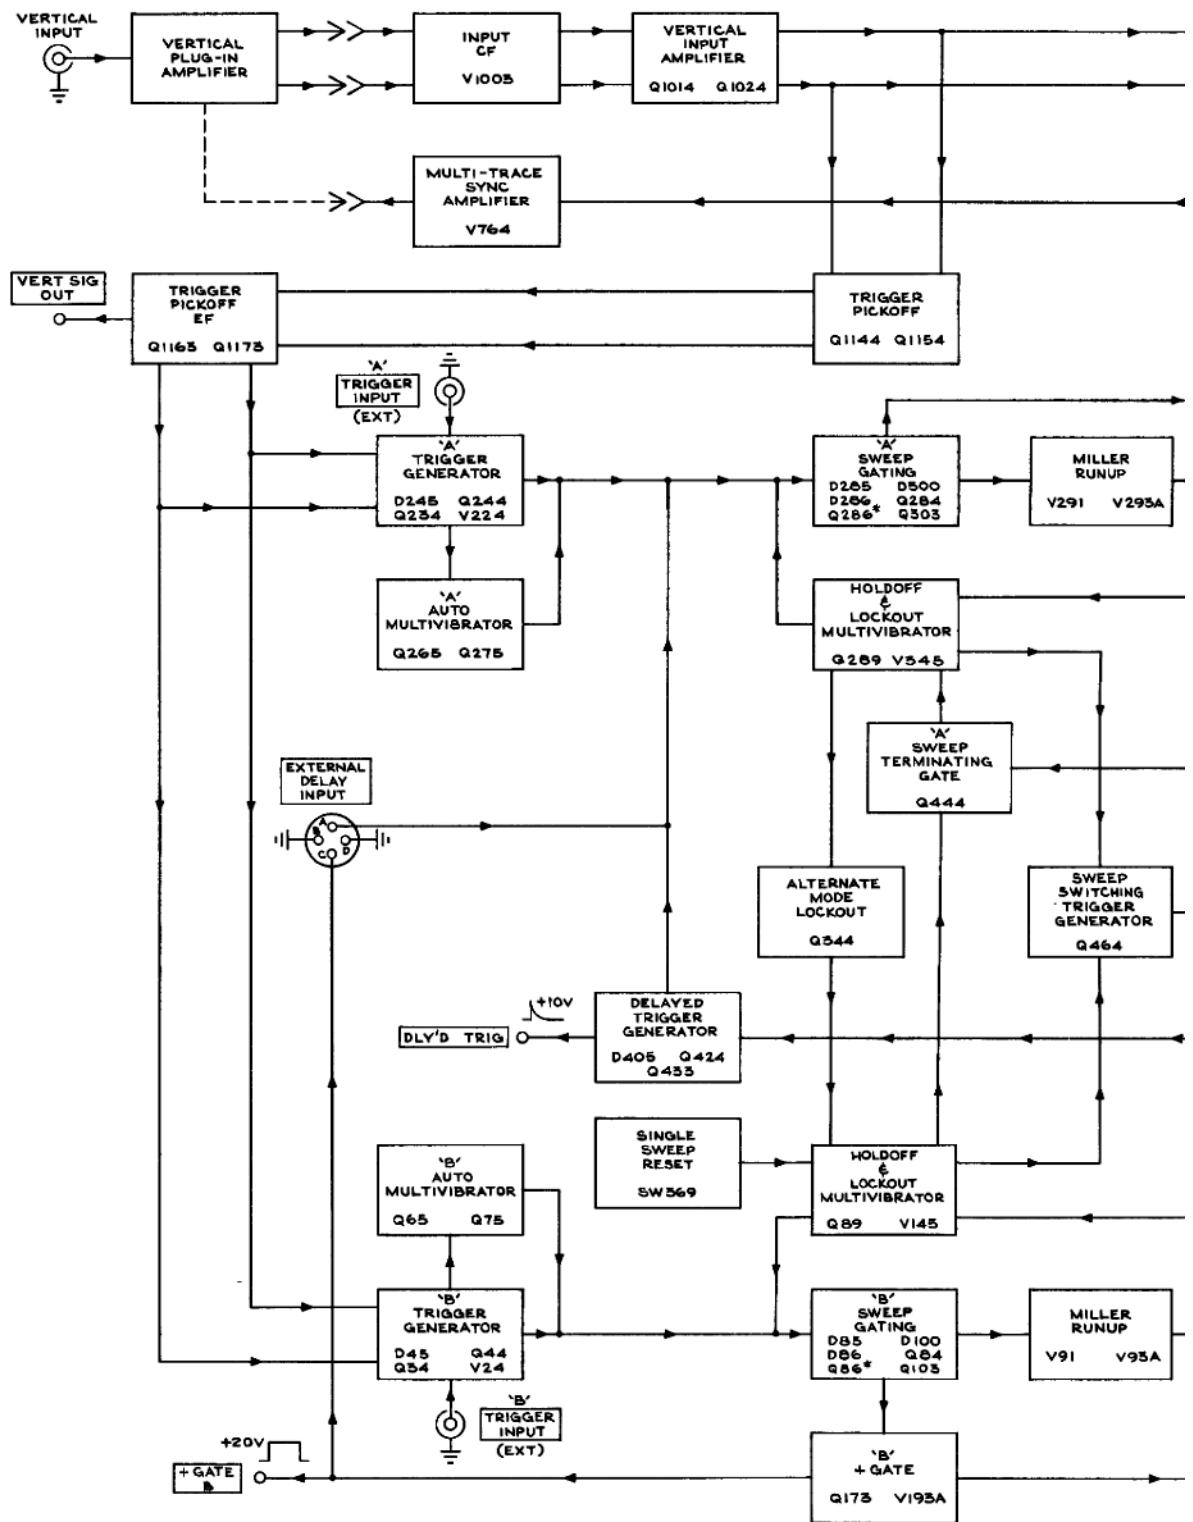 VERTICAL
INPUT
VERTICAL
PLUG-IN
AMPLIFIER
INPUT
CF
V1003
VERTICAL
INPUT
AMPLIFIER
Q1014 Q1024
MULTI-TRACE
SYNC
AMPLIFIER
V764
VERT SIG
OUT
TRIGGER
PICKOFF
EF
Q1163 Q1173
TRIGGER
PICKOFF
Q1144 Q1154
'A'
TRIGGER
INPUT
(EXT)
'A'
TRIGGER
GENERATOR
D245 Q244
Q234 V224
'A'
SWEEP
GATING
D285 D500
D286 Q284
Q286* Q303
MILLER
RUNUP
V291 V293A
'A'
AUTO
MULTIVIBRATOR
Q265 Q275
HOLDOFF
&
LOCKOUT
MULTIVIBRATOR
Q289 V345
'A'
SWEEP
TERMINATING
GATE
Q444
EXTERNAL
DELAY
INPUT
A
B D
C
ALTERNATE
MODE
LOCKOUT
Q344
SWEEP
SWITCHING
TRIGGER
GENERATOR
Q464
+10V
DLY'D TRIG
DELAYED
TRIGGER
GENERATOR
D405 Q424
Q433
SINGLE
SWEEP
RESET
SW369
'B'
AUTO
MULTIVIBRATOR
Q65 Q75
HOLDOFF
&
LOCKOUT
MULTIVIBRATOR
Q89 V145
'B'
TRIGGER
GENERATOR
D45 Q44
Q34 V24
'B'
SWEEP
GATING
D85 D100
D86 Q84
Q86* Q103
MILLER
RUNUP
V91 V93A
'B'
TRIGGER
INPUT
(EXT)
+20V
+ GATE
B
'B'
+ GATE
Q173 V193A